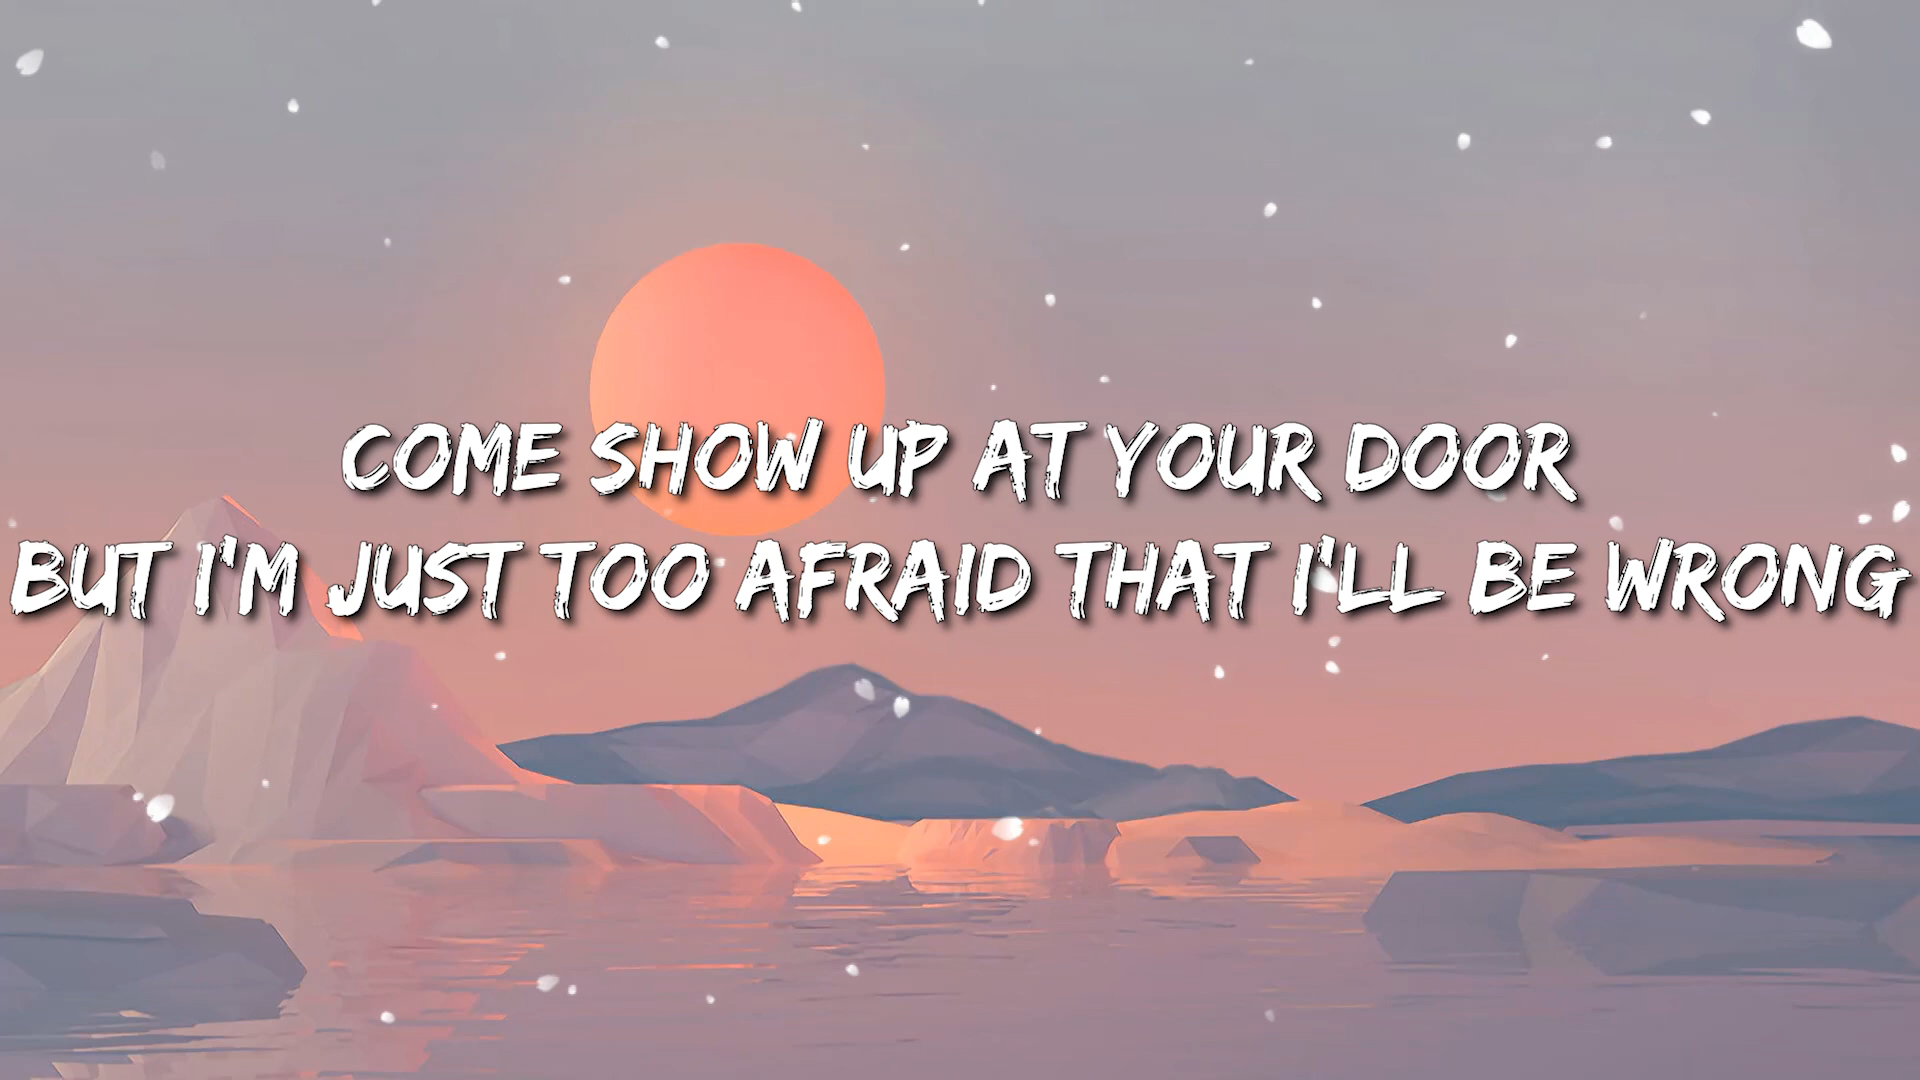 COME SHOW UP AT YOUR DOOR
BUT I'M JUST TOO AFRAID THAT I'LL BE WRONG